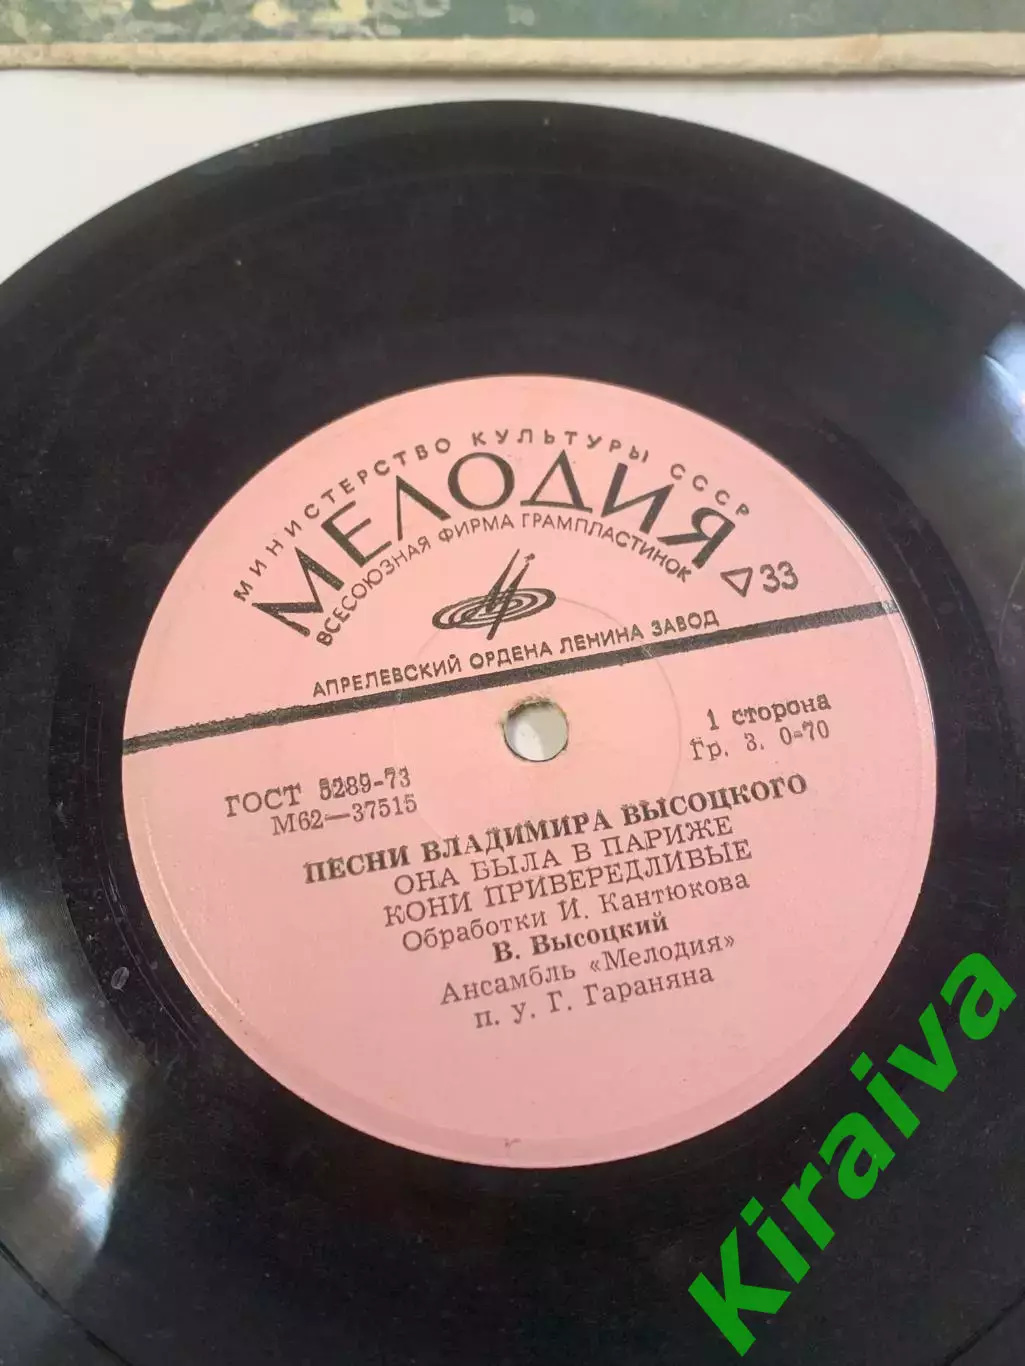 МИНИСТЕРСТВО КУЛЬТУРЫ СССР
МЕЛОДИЯ
ВСЕСОЮЗНАЯ ФИРМА ГРАМПЛАСТИНОК
33
АПРЕЛЕВСКИЙ ОРДЕНА ЛЕНИНА ЗАВОД
1 сторона
Гр. 3. 0-70
ГОСТ 5289-73
М62—37515
ПЕСНИ ВЛАДИМИРА ВЫСОЦКОГО
ОНА БЫЛА В ПАРИЖЕ
КОНИ ПРИВЕРЕДЛИВЫЕ
Обработки И. Кантюкова
В. Высоцкий
Ансамбль «Мелодия»
п. у. Г. Гараняна
Kiraiva